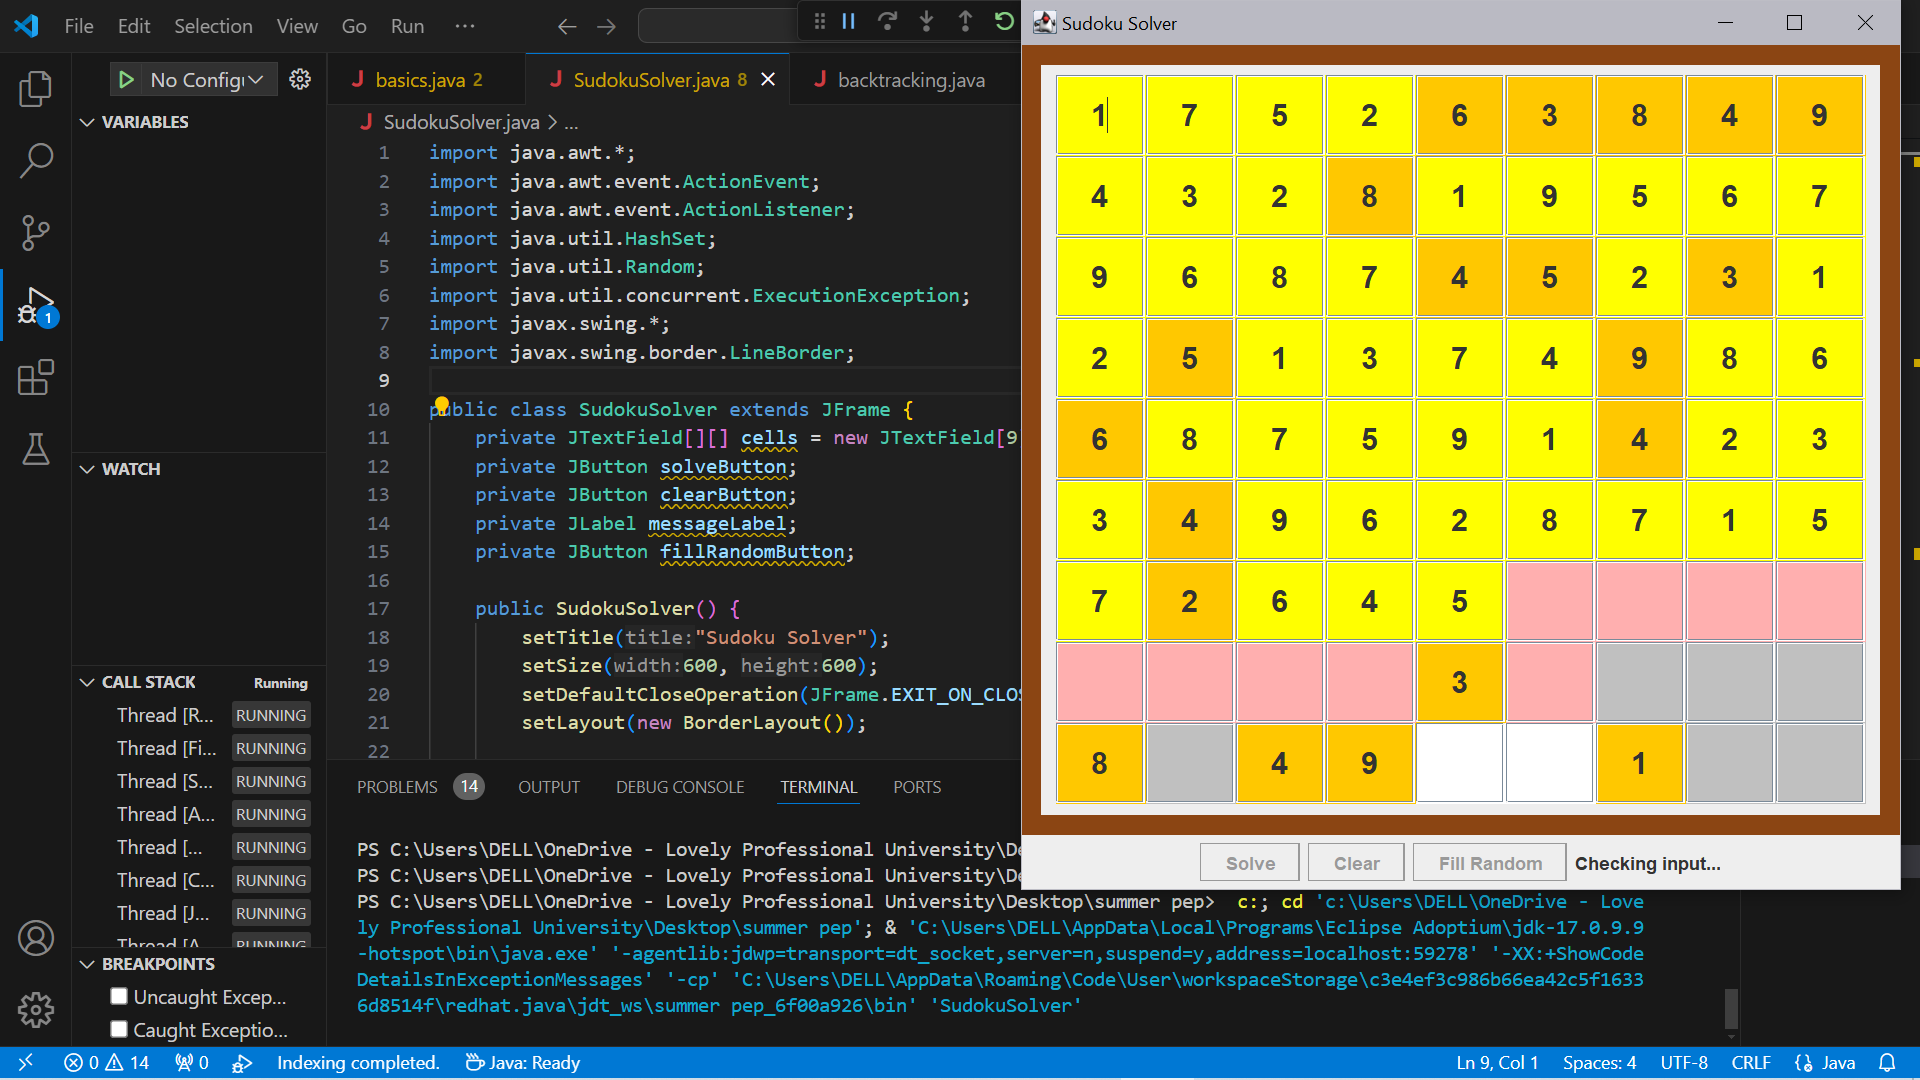 File Edit Selection View Go Run ···
Sudoku Solver
No Config
basics.java 2
SudokuSolver.java 8
backtracking.java
VARIABLES
SudokuSolver.java > ...
1 import java.awt.*;
2 import java.awt.event.ActionEvent;
3 import java.awt.event.ActionListener;
4 import java.util.HashSet;
5 import java.util.Random;
6 import java.util.concurrent.ExecutionException;
7 import javax.swing.*;
8 import javax.swing.border.LineBorder;
9
10 public class SudokuSolver extends JFrame {
11 private JTextField[][] cells = new JTextField[9
12 private JButton solveButton;
13 private JButton clearButton;
14 private JLabel messageLabel;
15 private JButton fillRandomButton;
16
17 public SudokuSolver() {
18 setTitle(title:"Sudoku Solver");
19 setSize(width:600, height:600);
20 setDefaultCloseOperation(JFrame.EXIT_ON_CLOS
21 setLayout(new BorderLayout());
22
WATCH
CALL STACK Running
Thread [R... RUNNING
Thread [Fi... RUNNING
Thread [S... RUNNING
Thread [A... RUNNING
Thread [... RUNNING
Thread [C... RUNNING
Thread [J... RUNNING
Thread [A RUNNING
BREAKPOINTS
Uncaught Excep...
Caught Exceptio...
1
1 7 5 2 6 3 8 4 9
4 3 2 8 1 9 5 6 7
9 6 8 7 4 5 2 3 1
2 5 1 3 7 4 9 8 6
6 8 7 5 9 1 4 2 3
3 4 9 6 2 8 7 1 5
7 2 6 4 5
3
8 4 9 1
Solve Clear Fill Random Checking input...
PROBLEMS 14 OUTPUT DEBUG CONSOLE TERMINAL PORTS
PS C:\Users\DELL\OneDrive - Lovely Professional University\De
PS C:\Users\DELL\OneDrive - Lovely Professional University\De
PS C:\Users\DELL\OneDrive - Lovely Professional University\Desktop\summer pep> c:; cd 'c:\Users\DELL\OneDrive - Love
ly Professional University\Desktop\summer pep'; & 'C:\Users\DELL\AppData\Local\Programs\Eclipse Adoptium\jdk-17.0.9.9
-hotspot\bin\java.exe' '-agentlib:jdwp=transport=dt_socket,server=n,suspend=y,address=localhost:59278' '-XX:+ShowCode
DetailsInExceptionMessages' '-cp' 'C:\Users\DELL\AppData\Roaming\Code\User\workspaceStorage\c3e4ef3c986b66ea42c5f1633
6d8514f\redhat.java\jdt_ws\summer pep_6f00a926\bin' 'SudokuSolver'
0 14 0 Indexing completed. Java: Ready Ln 9, Col 1 Spaces: 4 UTF-8 CRLF Java